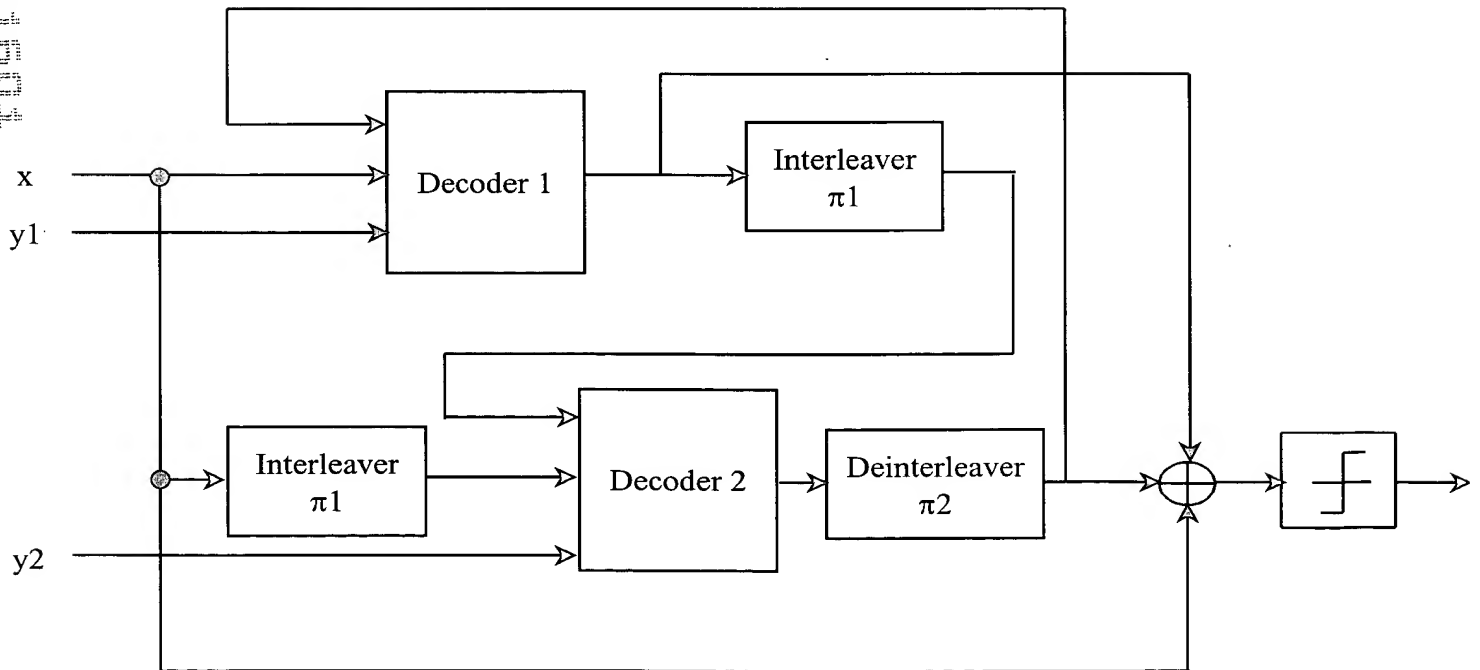 x
y1
Decoder 1
Interleaver
π1
Interleaver
π1
Decoder 2
Deinterleaver
π2
y2